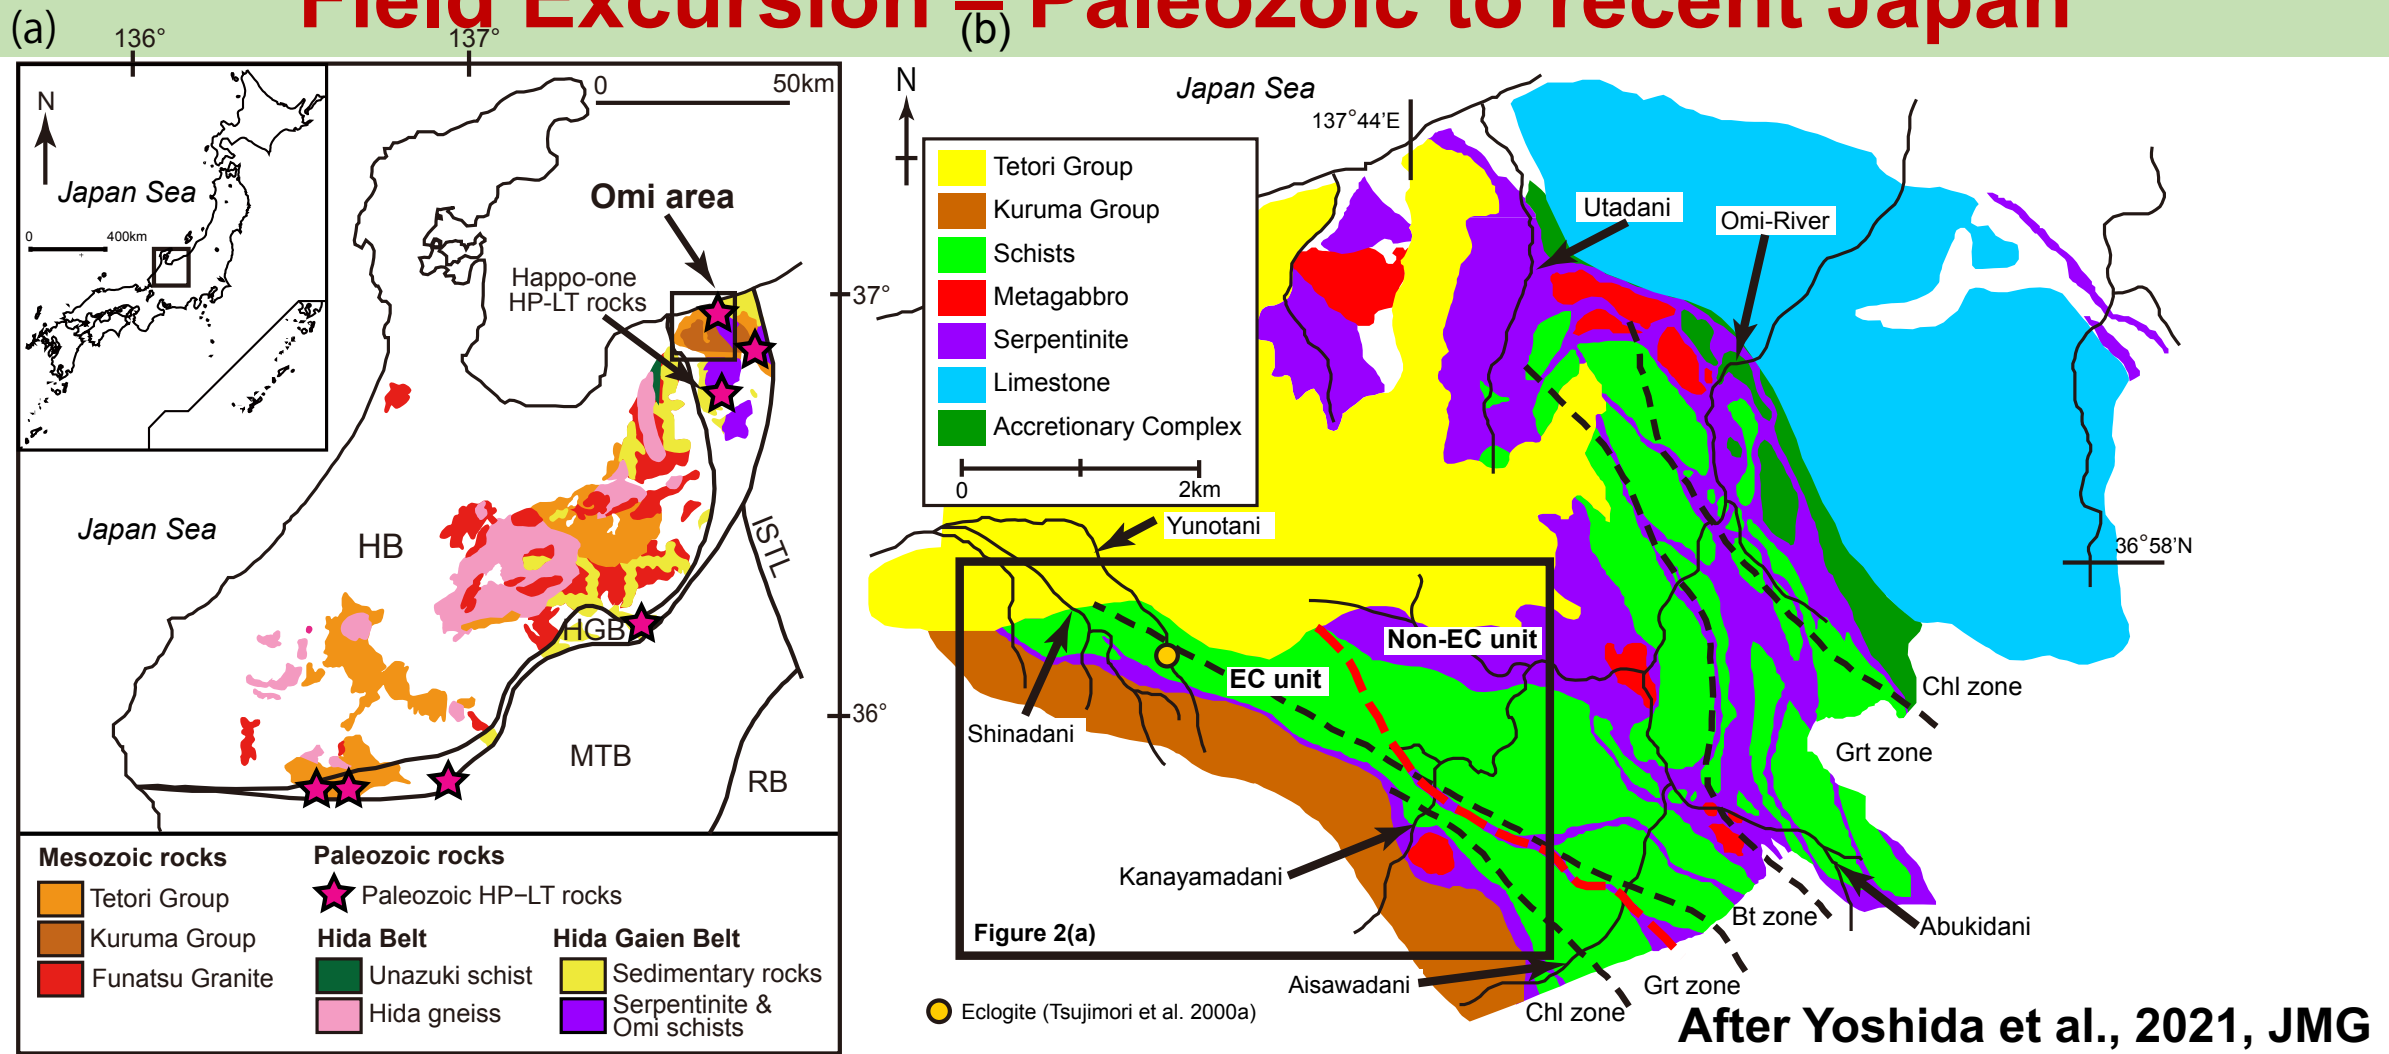 Field Excursion – Paleozoic to recent Japan
(a)
136°
137°
0
50km
N
Japan Sea
0
400km
Omi area
Happo-one
HP-LT rocks
37°
Japan Sea
HB
HGB
ISTL
36°
MTB
RB
Mesozoic rocks
Tetori Group
Kuruma Group
Funatsu Granite
Paleozoic rocks
Paleozoic HP–LT rocks
Hida Belt
Unazuki schist
Hida gneiss
Hida Gaien Belt
Sedimentary rocks
Serpentinite &
Omi schists
(b)
N
Japan Sea
137°44'E
Tetori Group
Kuruma Group
Schists
Metagabbro
Serpentinite
Limestone
Accretionary Complex
0
2km
Utadani
Omi-River
Yunotani
36°58'N
Non-EC unit
EC unit
Shinadani
Chl zone
Grt zone
Kanayamadani
Bt zone
Abukidani
Figure 2(a)
Aisawadani
Grt zone
Chl zone
Eclogite (Tsujimori et al. 2000a)
After Yoshida et al., 2021, JMG